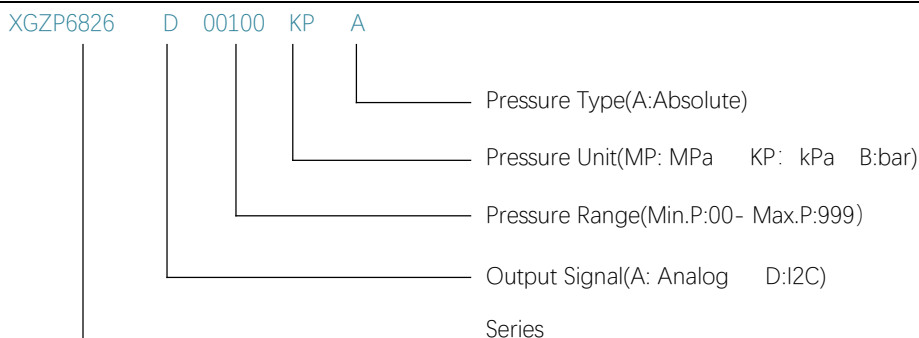 XGZP6826 D 00100 KP A
Pressure Type(A:Absolute)
Pressure Unit(MP: MPa KP: kPa B:bar)
Pressure Range(Min.P:00- Max.P:999）
Output Signal(A: Analog D:I2C)
Series